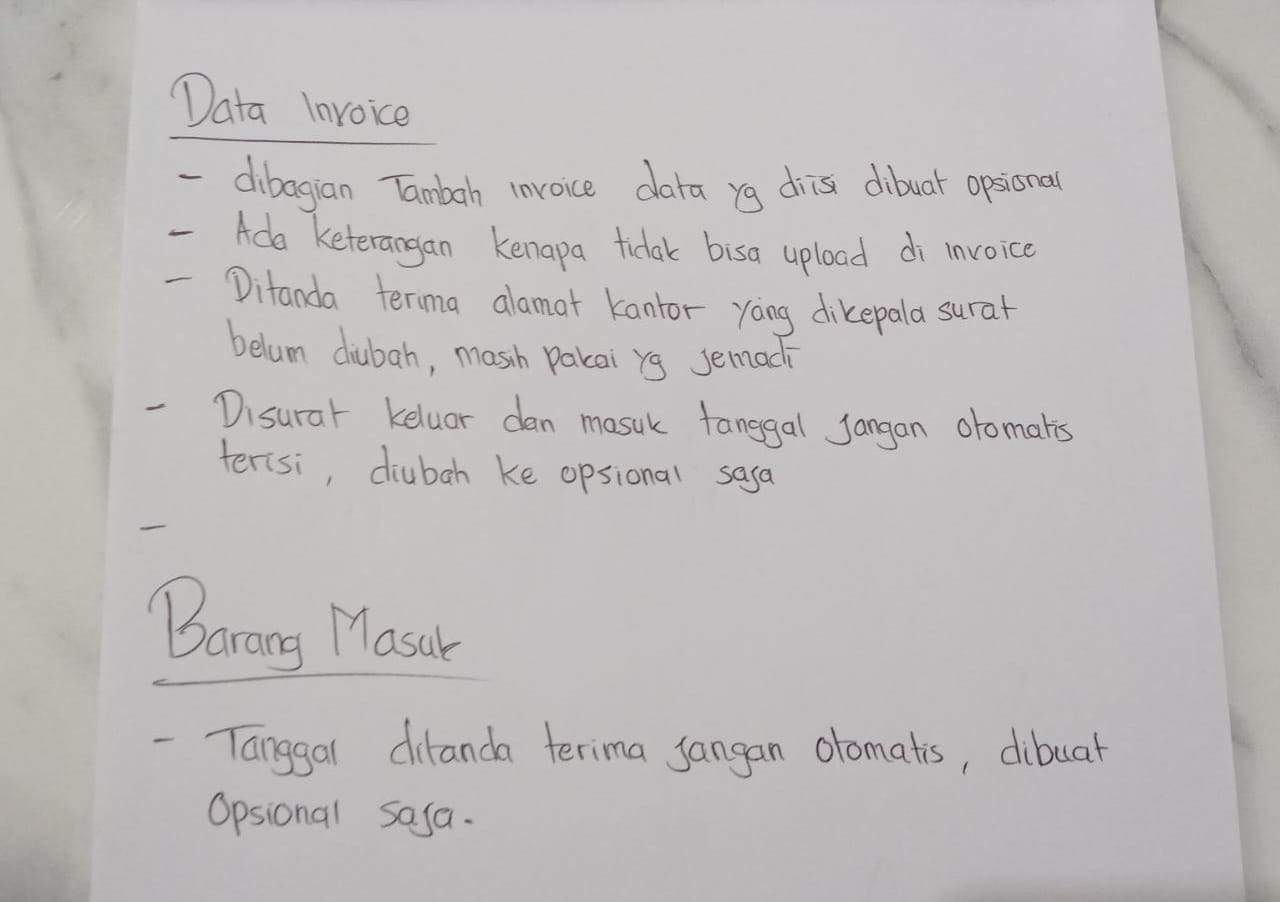 Data Invoice
- dibagian Tambah invoice data yg diisi dibuat opsional
- Ada keterangan kenapa tidak bisa upload di invoice
- Ditanda terima alamat kantor yang dikepala surat
belum diubah, masih pakai yg jemadi
- Disurat keluar dan masuk tanggal jangan otomatis
terisi, diubah ke opsional saja
-
Barang Masuk
- Tanggal ditanda terima jangan otomatis, dibuat
Opsional saja.